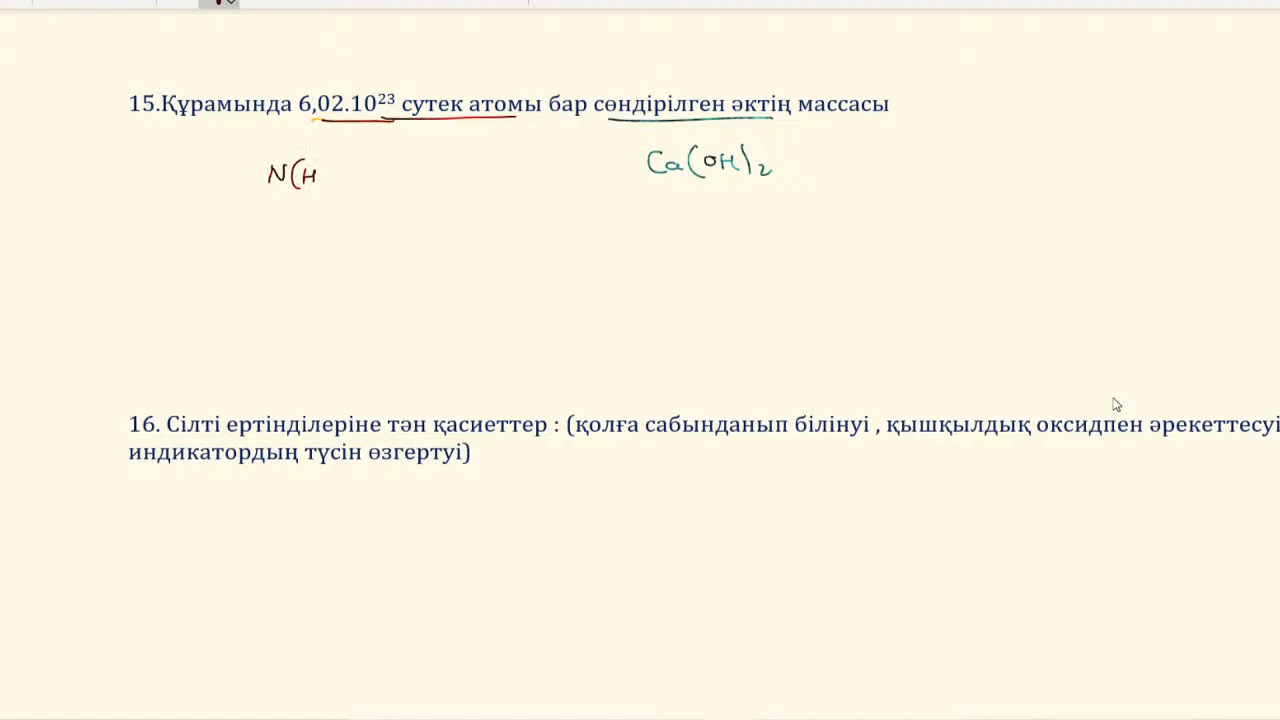 15.Құрамында 6,02.10²³ сутек атомы бар сөндірілген әктің массасы
N(H
Ca(OH)₂
16. Сілті ертінділеріне тән қасиеттер : (қолға сабынданып білінуі , қышқылдық оксидпен әрекеттесуі
индикатордың түсін өзгертуі)